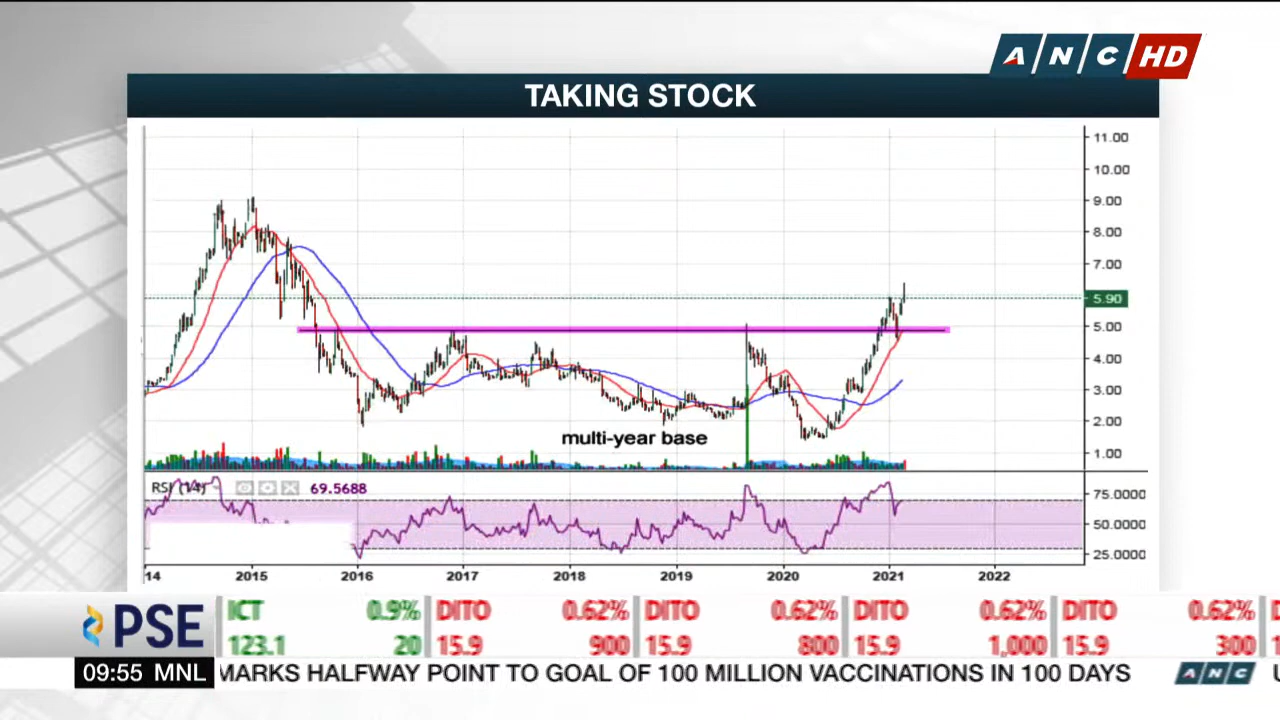 ANC HD
TAKING STOCK
11.00
10.00
9.00
8.00
7.00
5.90
5.00
4.00
3.00
2.00
1.00
multi-year base
RSI (14) 69.5688
75.0000
50.0000
25.0000
14 2015 2016 2017 2018 2019 2020 2021 2022
PSE
ICT 0.9%
123.1 20
DITO 0.62%
15.9 900
DITO 0.62%
15.9 800
DITO 0.62%
15.9 1,000
DITO 0.62%
15.9 300
09:55 MNL
MARKS HALFWAY POINT TO GOAL OF 100 MILLION VACCINATIONS IN 100 DAYS
ANC